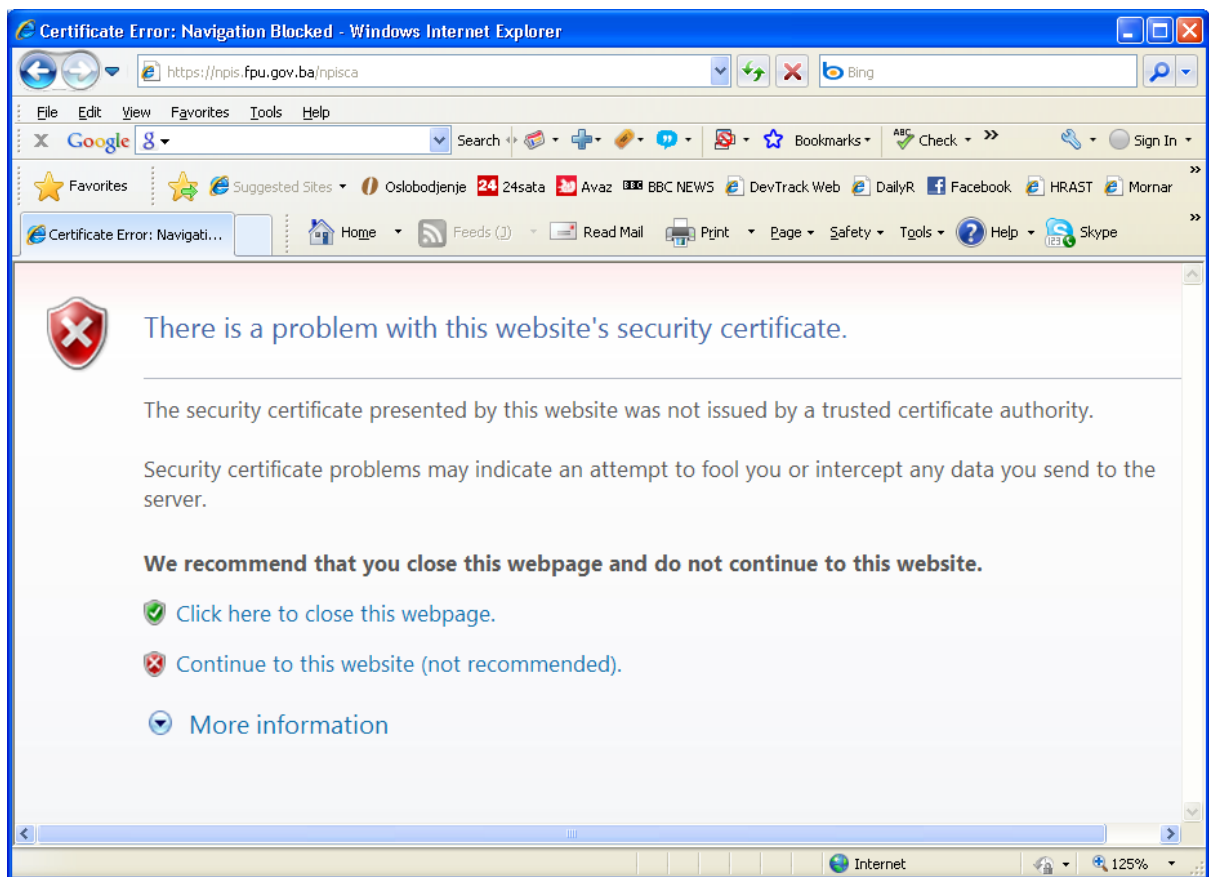 Certificate Error: Navigation Blocked - Windows Internet Explorer
https://npis.fpu.gov.ba/npisca Bing
File Edit View Favorites Tools Help
X Google 8 Search Bookmarks ABC Check » Sign In
Favorites Suggested Sites Oslobodjenje 24 24sata Avaz BBC BBC NEWS DevTrack Web DailyR Facebook HRAST Mornar »
Certificate Error: Navigati... Home Feeds (J) Read Mail Print Page Safety Tools Help 123 Skype »
There is a problem with this website's security certificate.
The security certificate presented by this website was not issued by a trusted certificate authority.
Security certificate problems may indicate an attempt to fool you or intercept any data you send to the
server.
We recommend that you close this webpage and do not continue to this website.
Click here to close this webpage.
Continue to this website (not recommended).
More information
Internet 125%